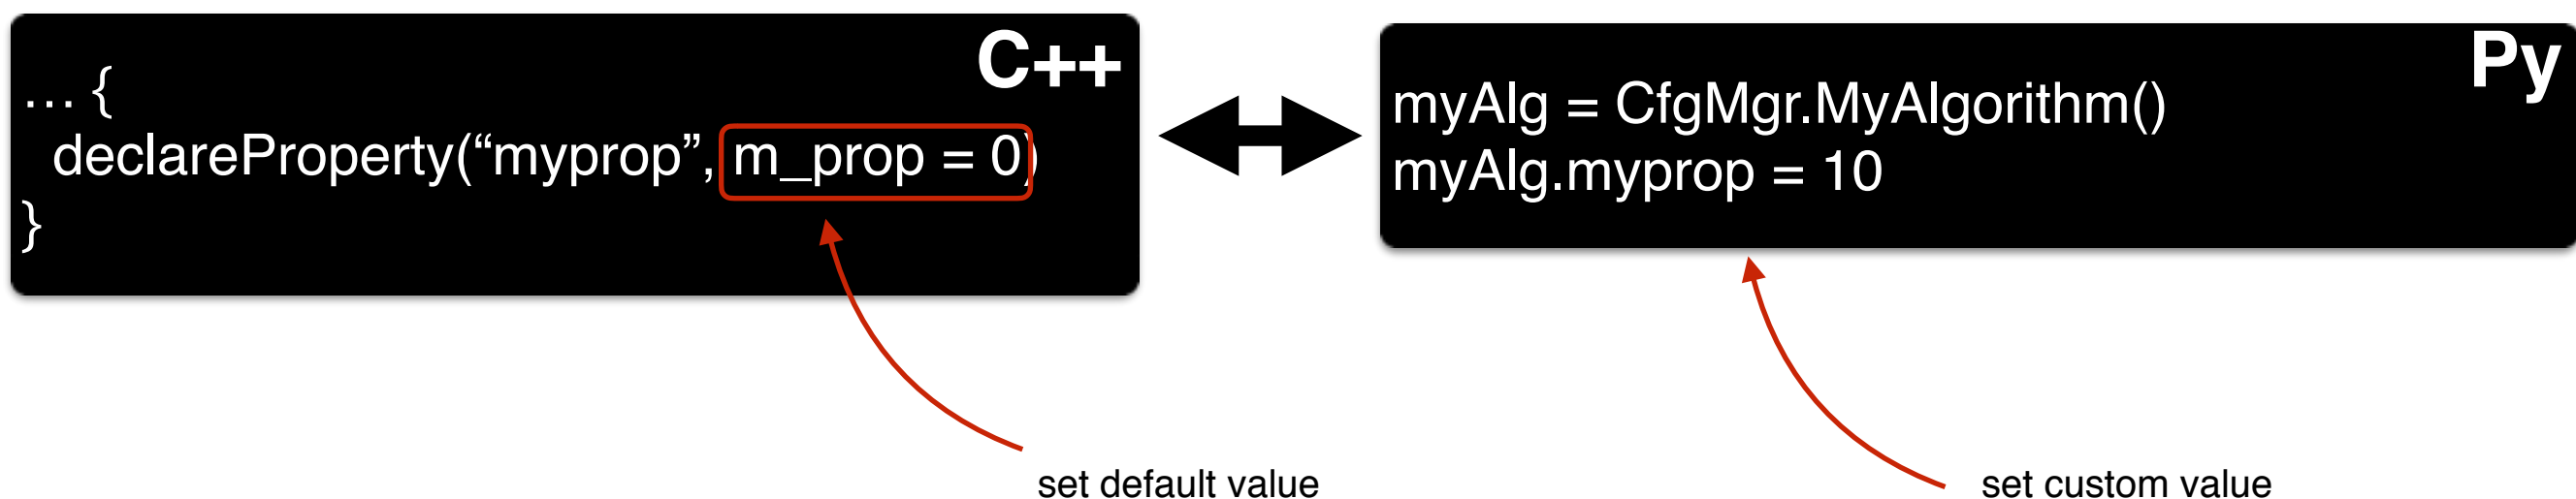 C++
… {
declareProperty(“myprop”, m_prop = 0)
}
Py
myAlg = CfgMgr.MyAlgorithm()
myAlg.myprop = 10
set default value
set custom value